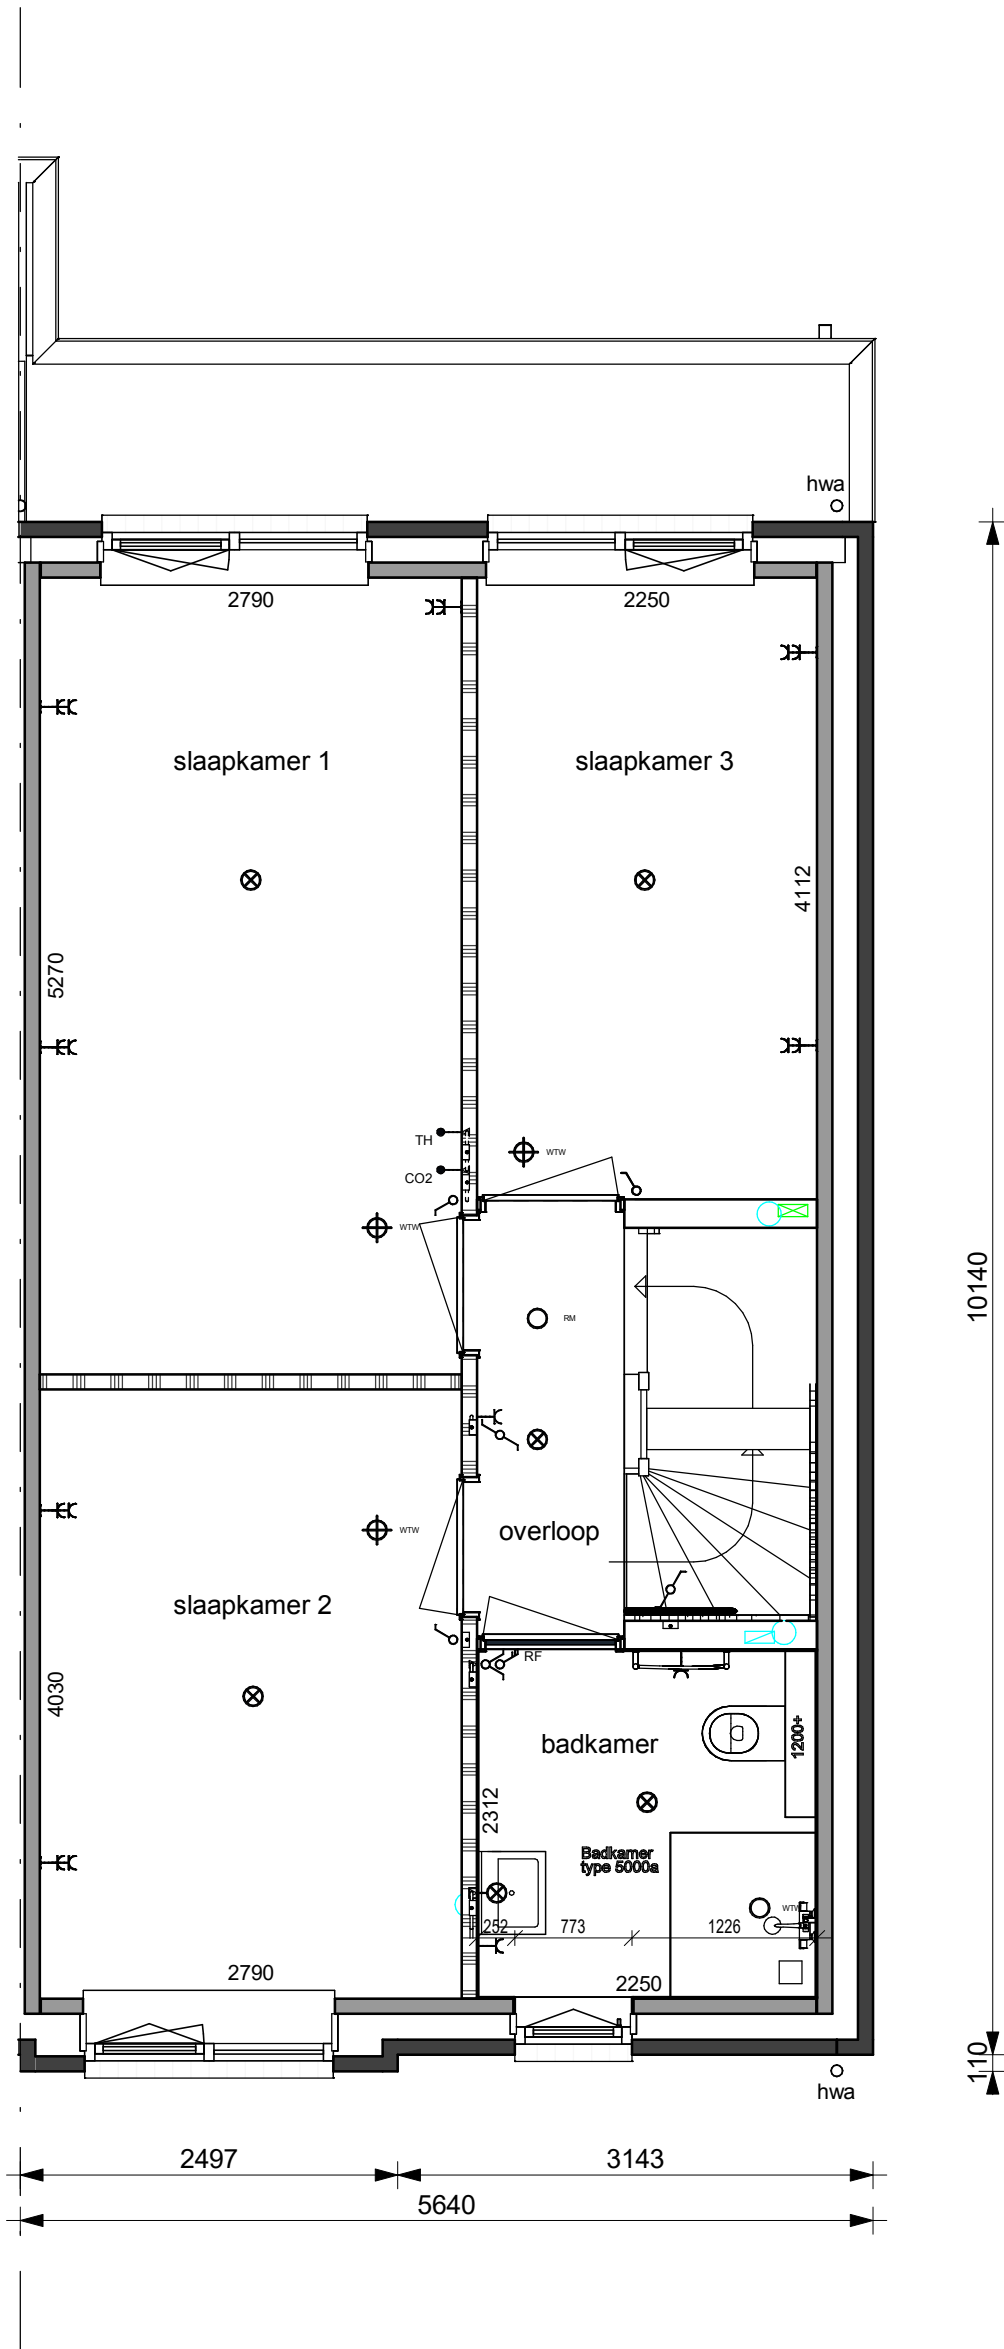 hwa
2790
2250
slaapkamer 1
slaapkamer 3
4112
5270
TH
WTW
CO2
WTW
10140
RM
WTW
overloop
slaapkamer 2
RF
4030
badkamer
1200+
2312
Badkamer
type 5000a
WTW
252
773
1226
2790
2250
110
hwa
2497
3143
5640